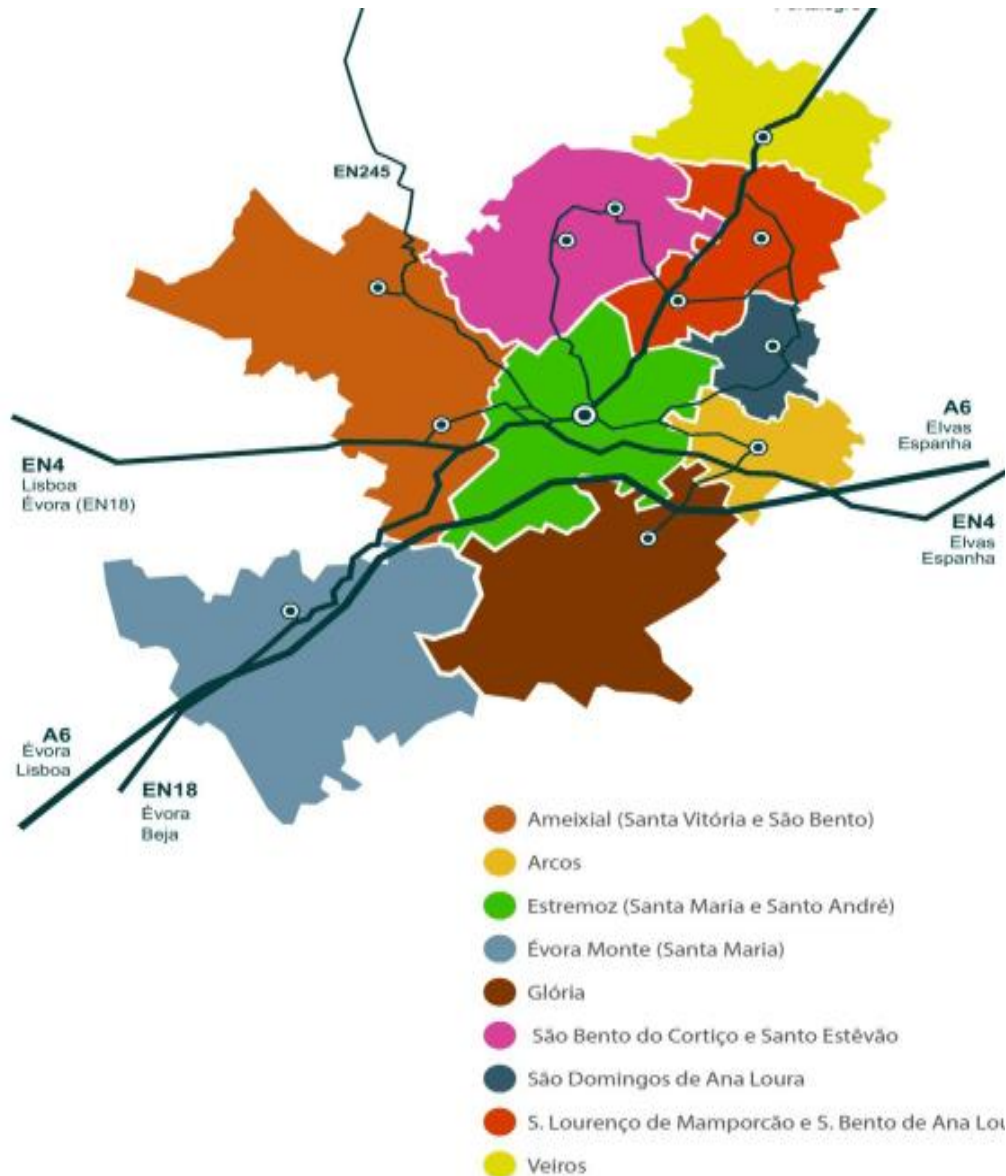 EN245
A6
Elvas
Espanha
EN4
Lisboa
Évora (EN18)
EN4
Elvas
Espanha
A6
Évora
Lisboa
EN18
Évora
Beja
Ameixial (Santa Vitória e São Bento)
Arcos
Estremoz (Santa Maria e Santo André)
Évora Monte (Santa Maria)
Glória
São Bento do Cortiço e Santo Estêvão
São Domingos de Ana Loura
S. Lourenço de Mamporcão e S. Bento de Ana Lou
Veiros